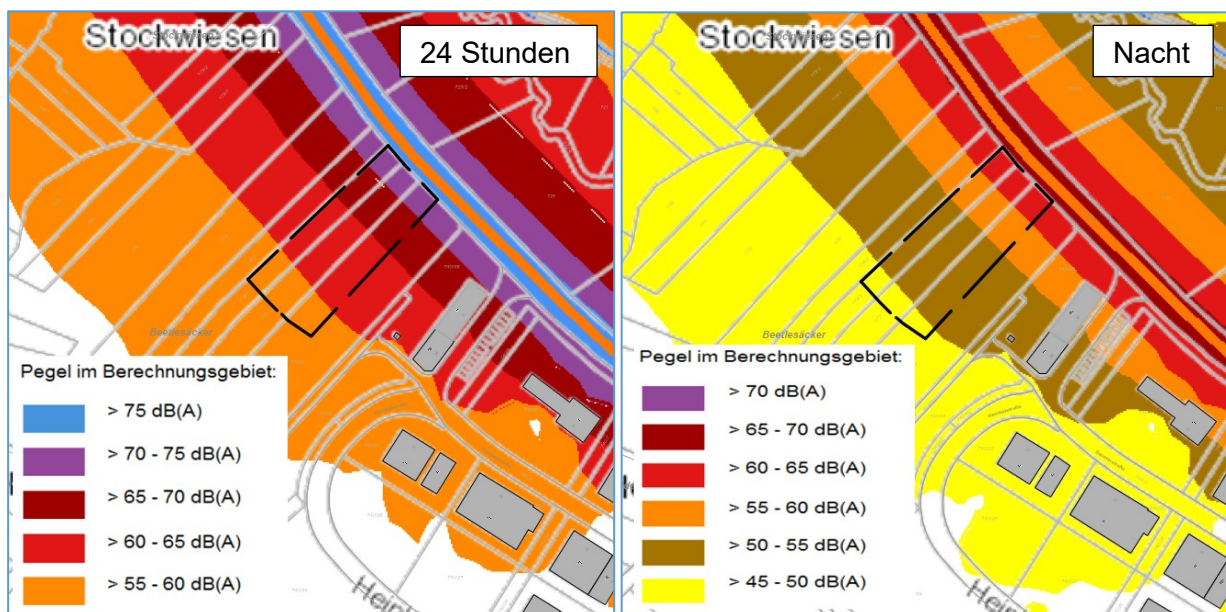 Stockwiesen
24 Stunden
Beetlesäcker
Pegel im Berechnungsgebiet:
> 75 dB(A)
> 70 - 75 dB(A)
> 65 - 70 dB(A)
> 60 - 65 dB(A)
> 55 - 60 dB(A)
Stockwiesen
Nacht
Beetlesäcker
Pegel im Berechnungsgebiet:
> 70 dB(A)
> 65 - 70 dB(A)
> 60 - 65 dB(A)
> 55 - 60 dB(A)
> 50 - 55 dB(A)
> 45 - 50 dB(A)